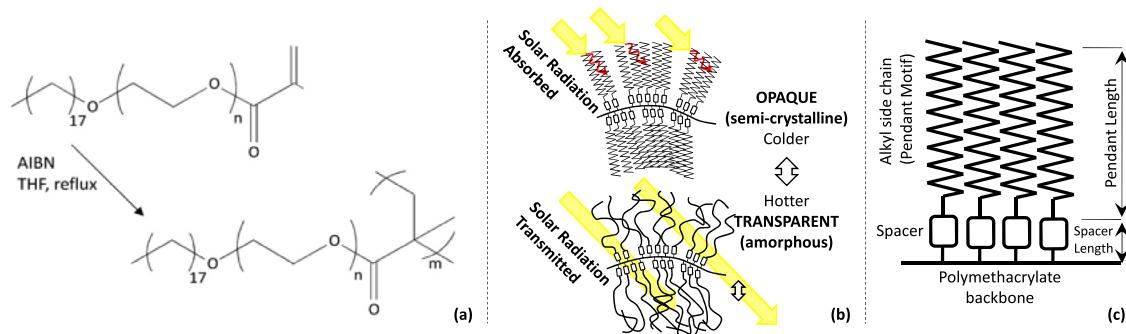 O
17
O
n
O
O
AIBN
THF, reflux
17
O
O
n
O
m
(a)
Solar Radiation
Absorbed
OPAQUE
(semi-crystalline)
Colder
Hotter
TRANSPARENT
(amorphous)
Solar Radiation
Transmitted
(b)
Alkyl side chain
(Pendant Motif)
Pendant Length
Spacer
Spacer
Length
Polymethacrylate
backbone
(c)